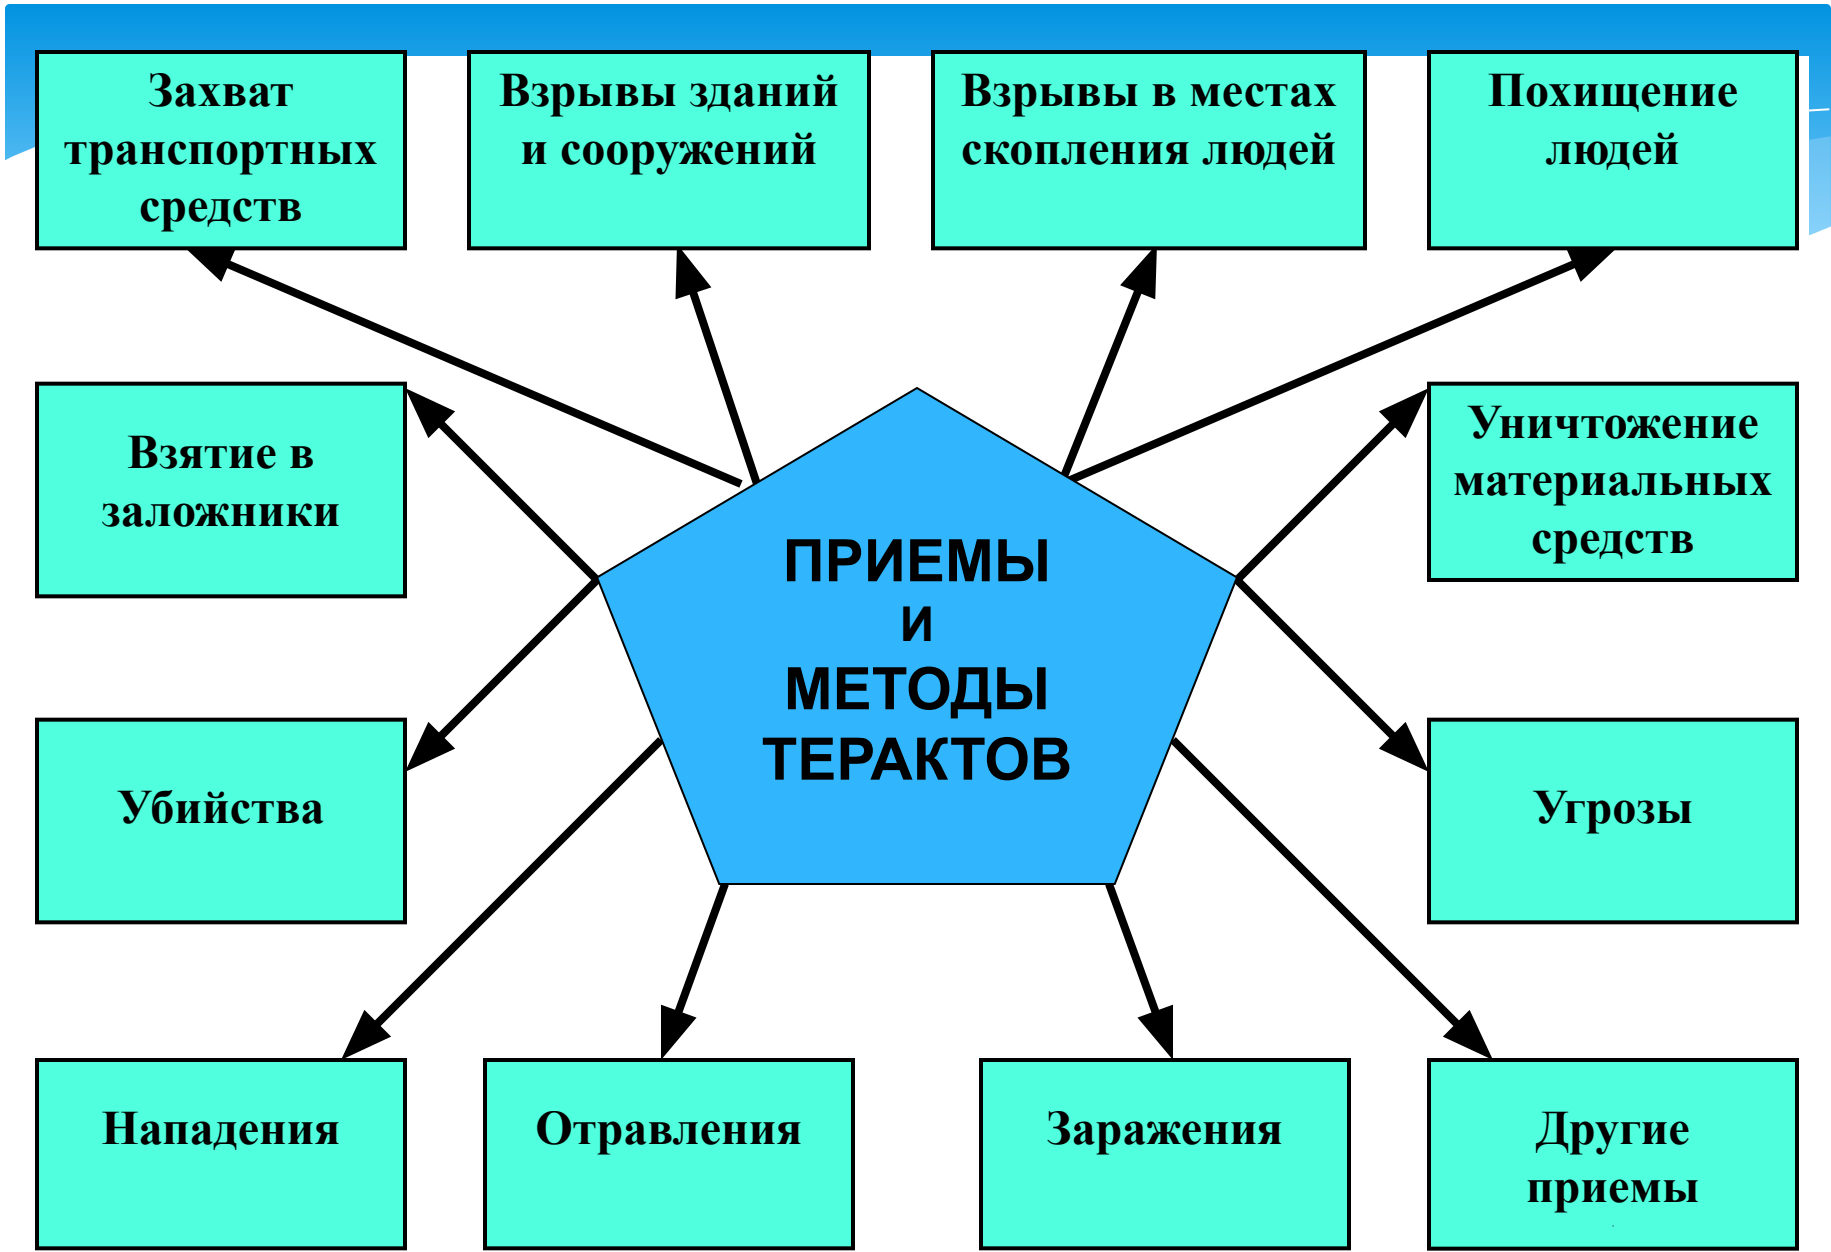 Захват
транспортных
средств
Взрывы зданий
и сооружений
Взрывы в местах
скопления людей
Похищение
людей
Взятие в
заложники
Уничтожение
материальных
средств
ПРИЕМЫ
И
МЕТОДЫ
ТЕРАКТОВ
Убийства
Угрозы
Нападения
Отравления
Заражения
Другие
приемы